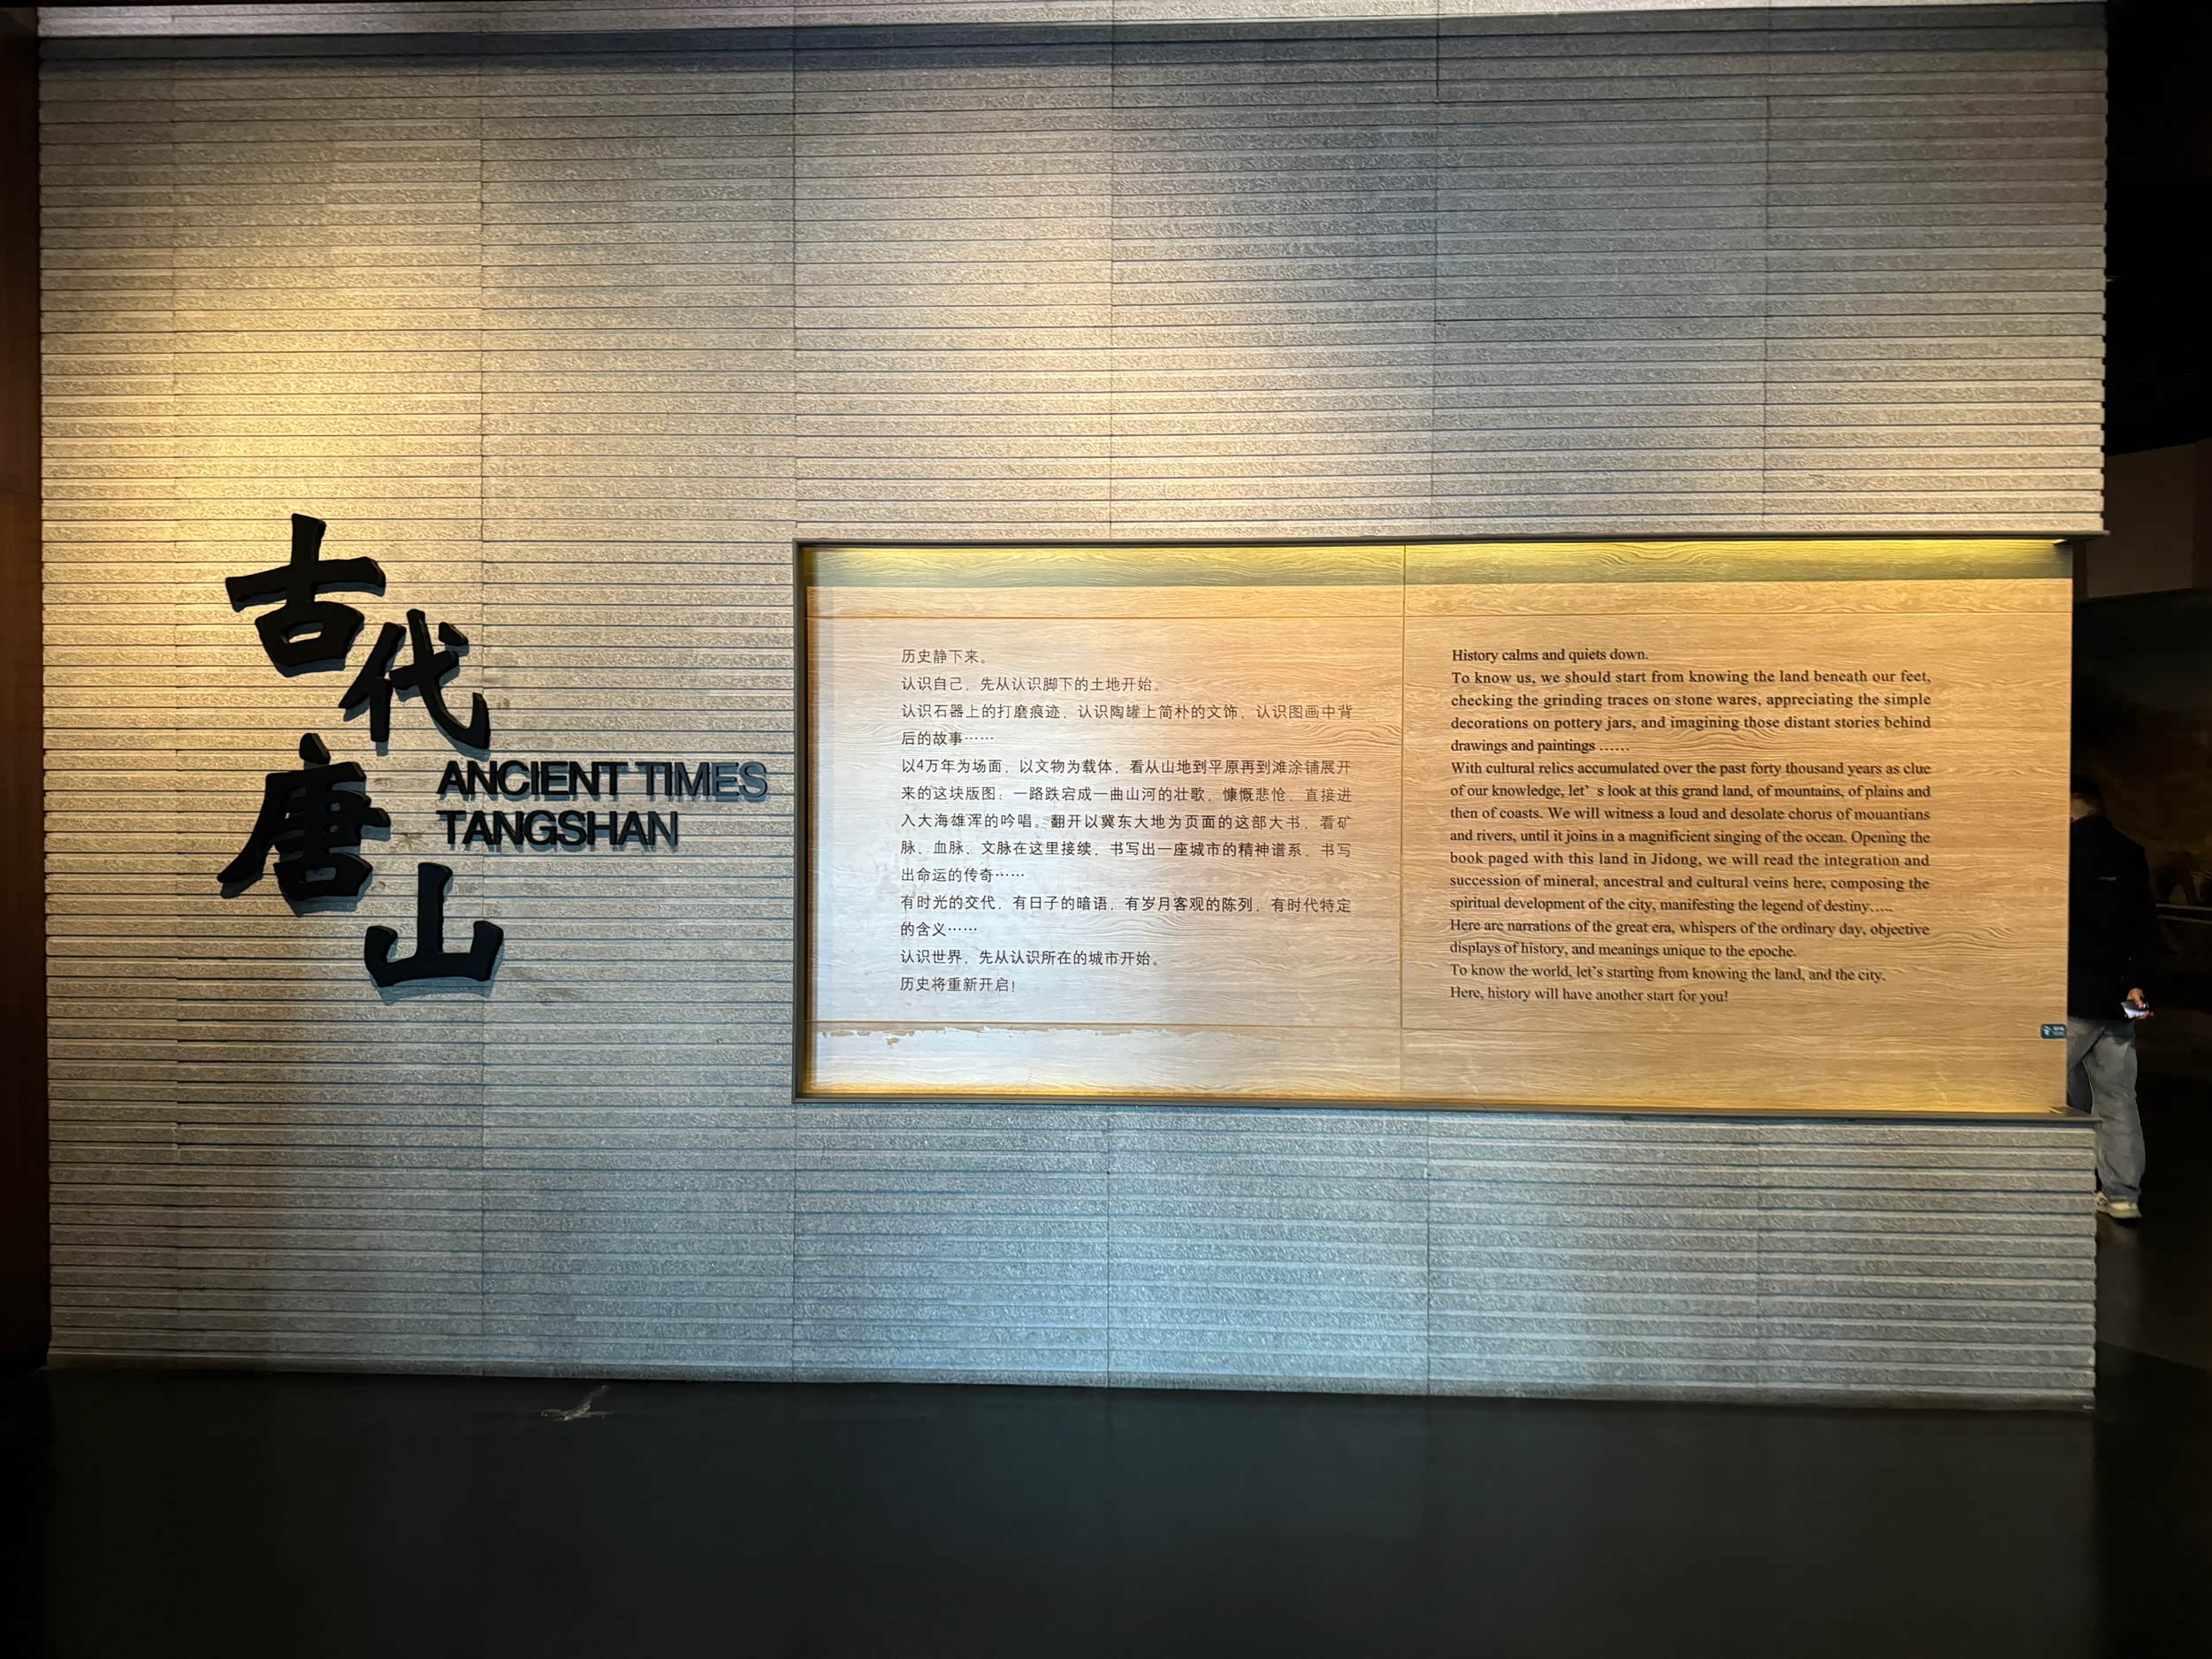 古代
唐山
ANCIENT TIMES
TANGSHAN
历史静下来。
认识自己，先从认识脚下的土地开始。
认识石器上的打磨痕迹，认识陶罐上简朴的文饰，认识图画中背
后的故事……
以4万年为场面，以文物为载体，看从山地到平原再到滩涂铺展开
来的这块版图：一路跌宕成一曲山河的壮歌，慷慨悲怆，直接进
入大海雄浑的吟唱。翻开以冀东大地为页面的这部大书，看矿
脉、血脉、文脉在这里接续，书写出一座城市的精神谱系，书写
出命运的传奇……
有时光的交代，有日子的暗语，有岁月客观的陈列，有时代特定
的含义……
认识世界，先从认识所在的城市开始。
历史将重新开启！
History calms and quiets down.
To know us, we should start from knowing the land beneath our feet,
checking the grinding traces on stone wares, appreciating the simple
decorations on pottery jars, and imagining those distant stories behind
drawings and paintings ……
With cultural relics accumulated over the past forty thousand years as clue
of our knowledge, let’ s look at this grand land, of mountains, of plains and
then of coasts. We will witness a loud and desolate chorus of mouantians
and rivers, until it joins in a magnificient singing of the ocean. Opening the
book paged with this land in Jidong, we will read the integration and
succession of mineral, ancestral and cultural veins here, composing the
spiritual development of the city, manifesting the legend of destiny…..
Here are narrations of the great era, whispers of the ordinary day, objective
displays of history, and meanings unique to the epoche.
To know the world, let’s starting from knowing the land, and the city.
Here, history will have another start for you!